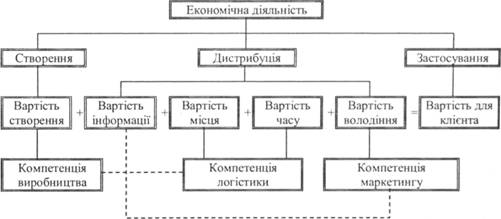 Економічна діяльність
Створення
Дистрибуція
Застосування
Вартість
створення
+
Вартість
інформації
+
Вартість
місця
+
Вартість
часу
+
Вартість
володіння
=
Вартість для
клієнта
Компетенція
виробництва
Компетенція
логістики
Компетенція
маркетингу